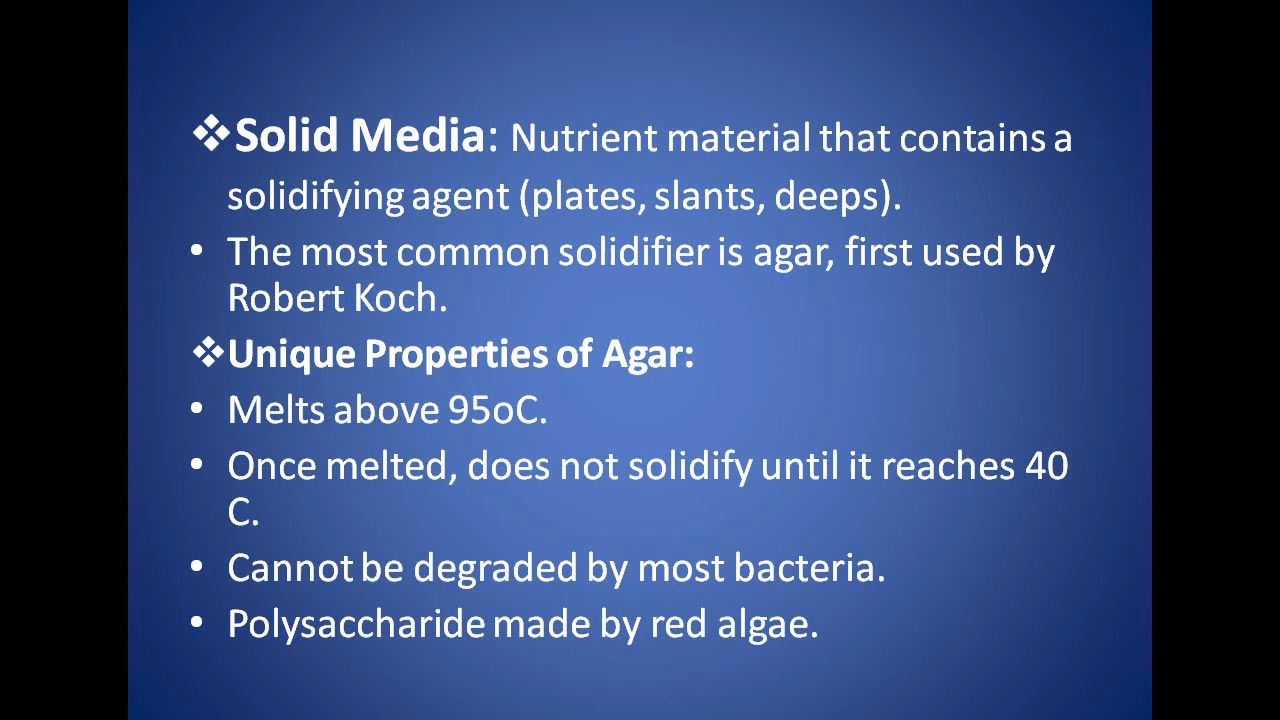 ❖Solid Media: Nutrient material that contains a
solidifying agent (plates, slants, deeps).
• The most common solidifier is agar, first used by
Robert Koch.
❖Unique Properties of Agar:
• Melts above 95oC.
• Once melted, does not solidify until it reaches 40
C.
• Cannot be degraded by most bacteria.
• Polysaccharide made by red algae.